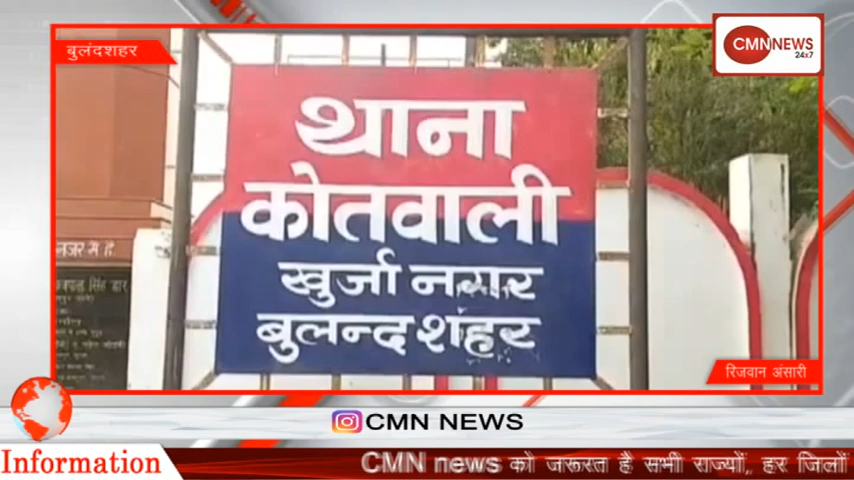 बुलंदशहर
CMN NEWS
24x7
थाना
कोतवाली
खुर्जा नगर
बुलन्दशहर
रिजवान अंसारी
CMN NEWS
Information
CMN news को जरूरत है सभी राज्यों, हर जिलों